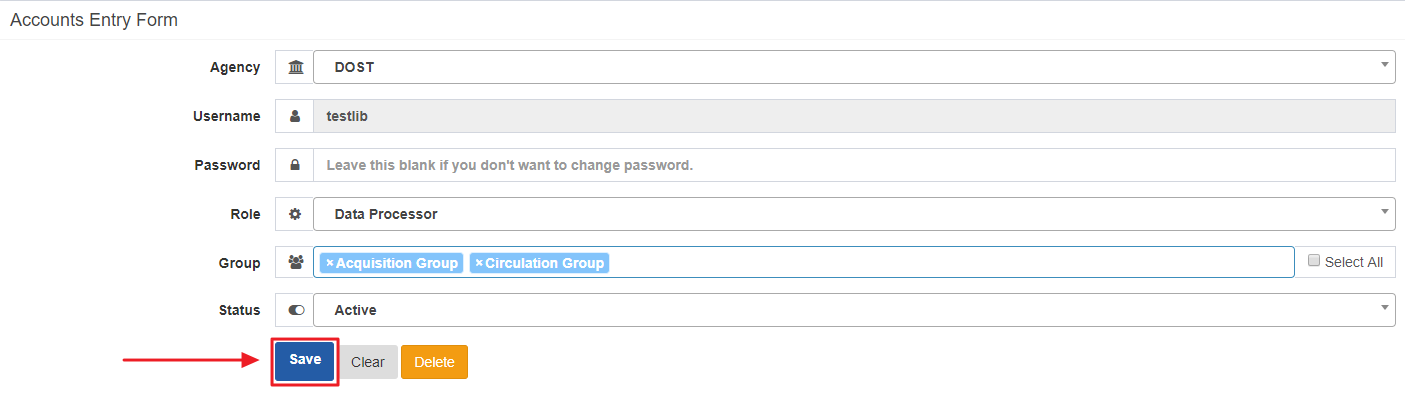 Accounts Entry Form
Agency DOST
Username testlib
Password Leave this blank if you don't want to change password.
Role Data Processor
Group ×Acquisition Group ×Circulation Group Select All
Status Active
Save Clear Delete